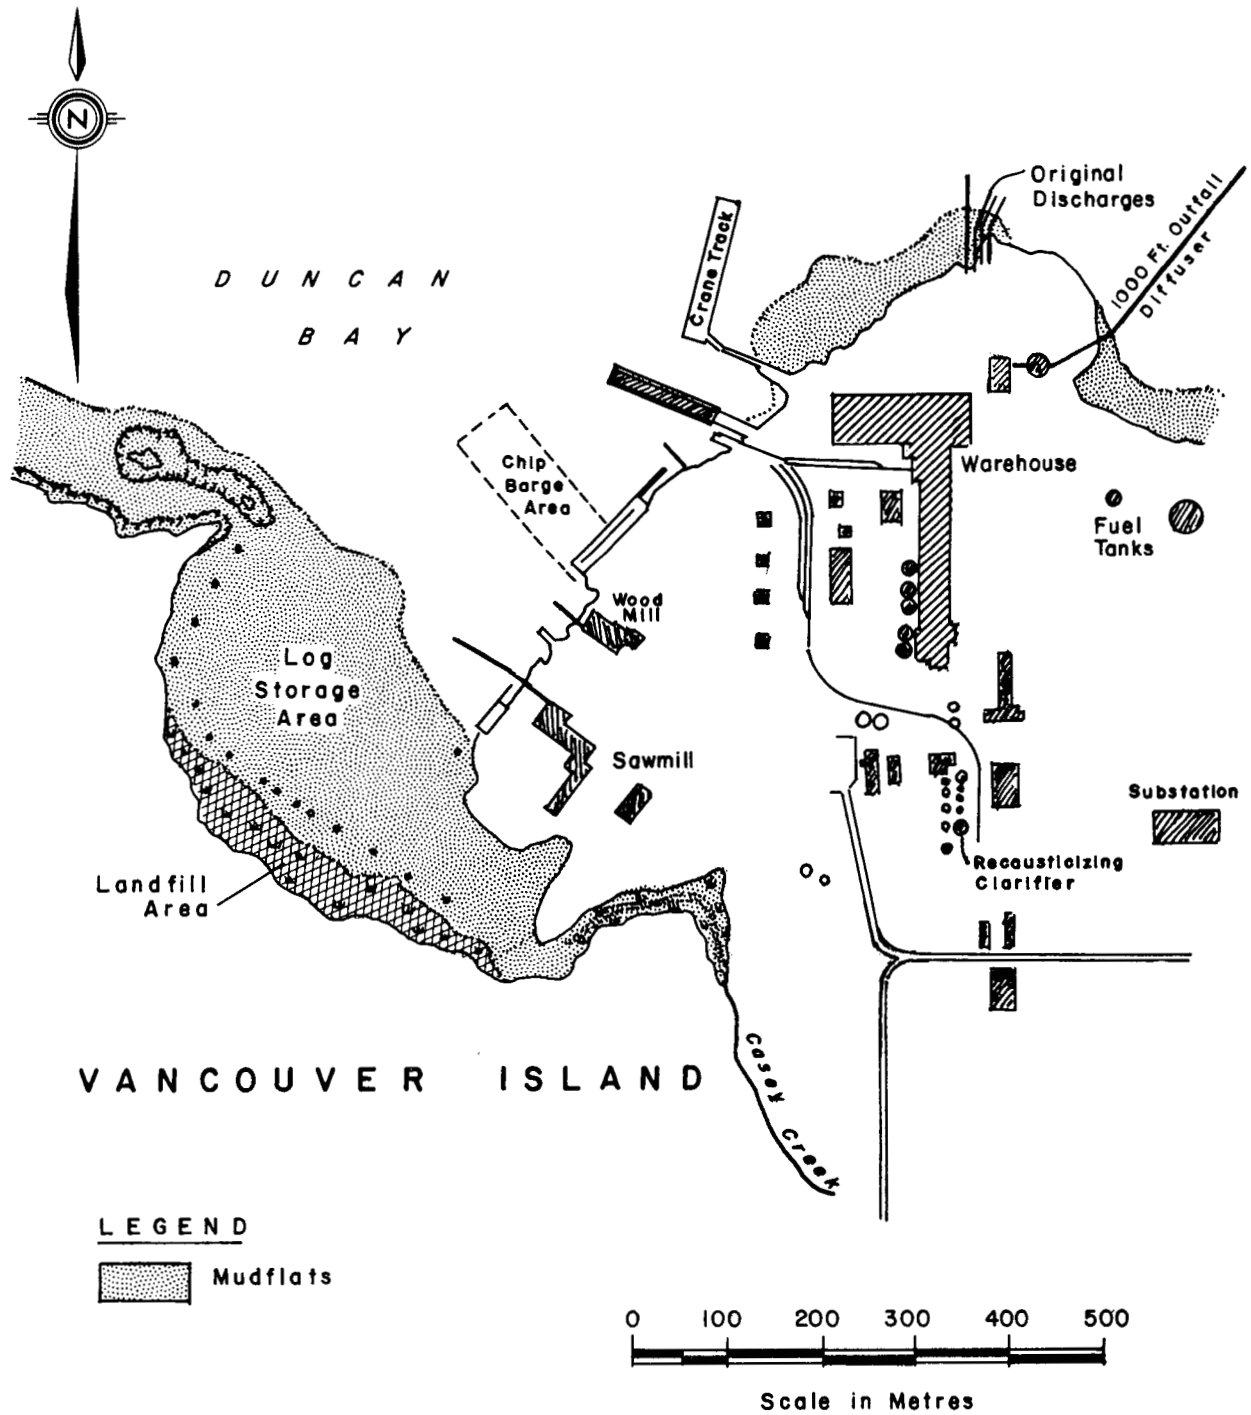 N
Original
Discharges
1000 Ft. Outfall
Diffuser
Crane Track
DUNCAN
BAY
Chip
Barge
Area
Warehouse
Fuel
Tanks
Wood
Mill
Log
Storage
Area
Sawmill
Substation
Landfill
Area
Recausticizing
Clarifier
VANCOUVER ISLAND
Casey Creek
LEGEND
Mudflats
0 100 200 300 400 500
Scale in Metres